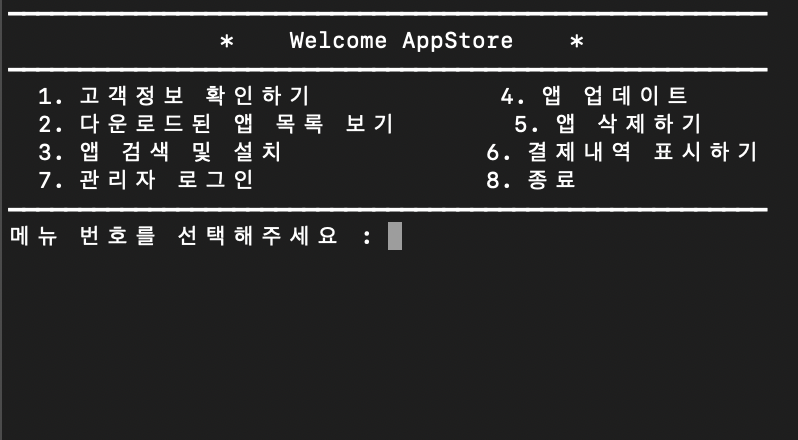 * Welcome AppStore *
1. 고객정보 확인하기 4. 앱 업데이트
2. 다운로드된 앱 목록 보기 5. 앱 삭제하기
3. 앱 검색 및 설치 6. 결제내역 표시하기
7. 관리자 로그인 8. 종료
메뉴 번호를 선택해주세요 :